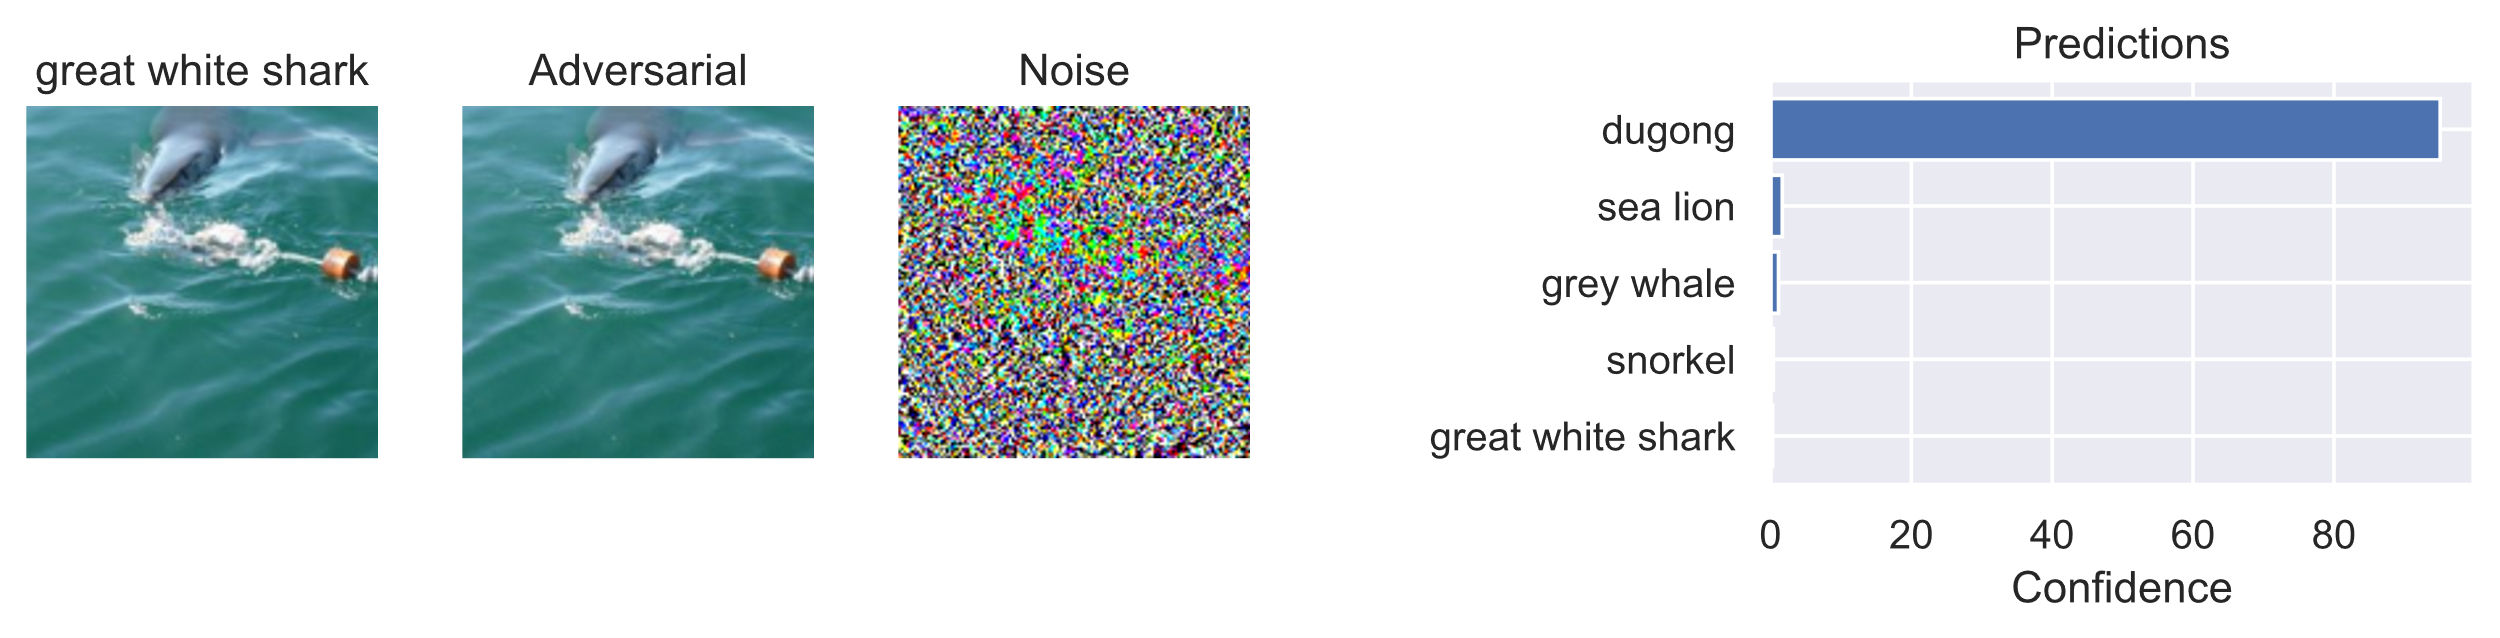 great white shark
Adversarial
Noise
Predictions
dugong
sea lion
grey whale
snorkel
great white shark
0 20 40 60 80
Confidence